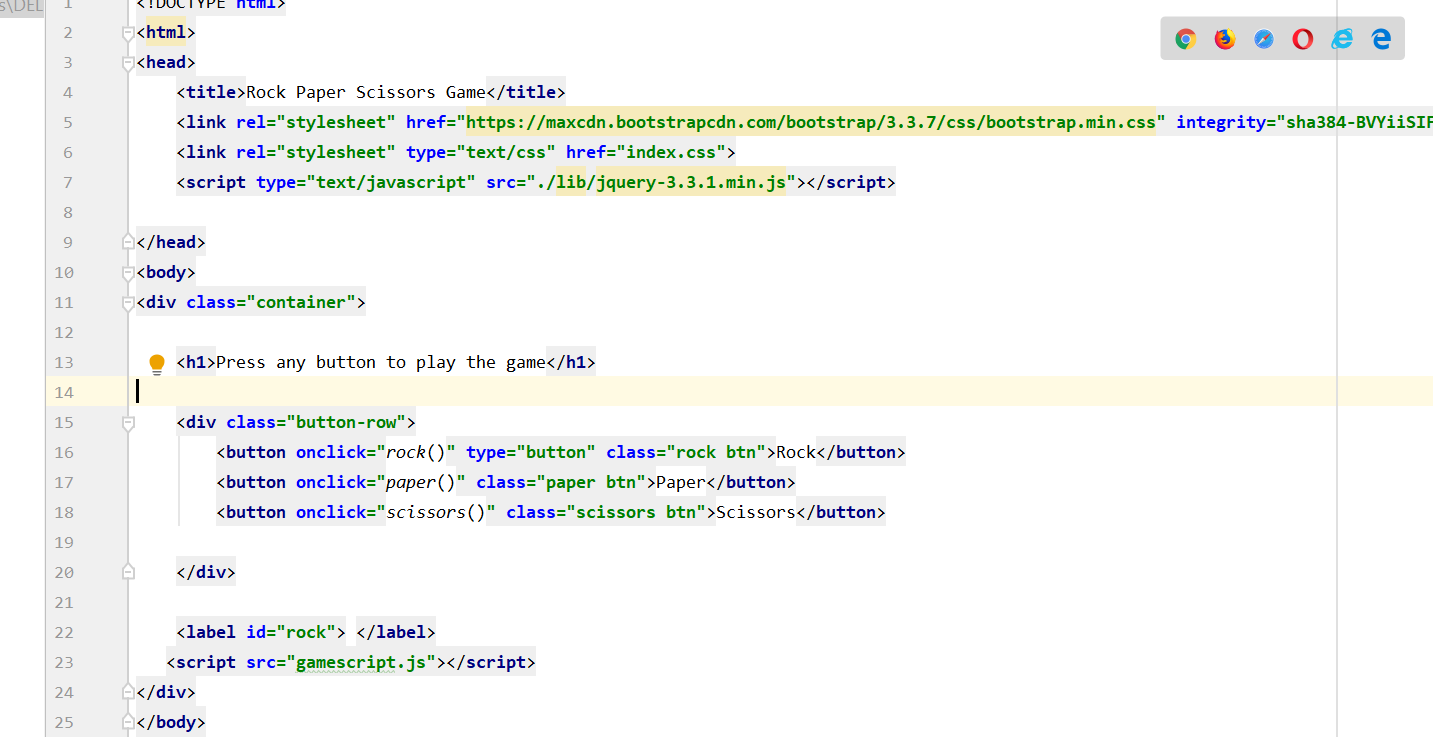 s\DEL
1 <!DOCTYPE html>
2 <html>
3 <head>
4 <title>Rock Paper Scissors Game</title>
5 <link rel="stylesheet" href="https://maxcdn.bootstrapcdn.com/bootstrap/3.3.7/css/bootstrap.min.css" integrity="sha384-BVYiiSIF
6 <link rel="stylesheet" type="text/css" href="index.css">
7 <script type="text/javascript" src="./lib/jquery-3.3.1.min.js"></script>
8
9 </head>
10 <body>
11 <div class="container">
12
13 <h1>Press any button to play the game</h1>
14
15 <div class="button-row">
16 <button onclick="rock()" type="button" class="rock btn">Rock</button>
17 <button onclick="paper()" class="paper btn">Paper</button>
18 <button onclick="scissors()" class="scissors btn">Scissors</button>
19
20 </div>
21
22 <label id="rock"> </label>
23 <script src="gamescript.js"></script>
24 </div>
25 </body>